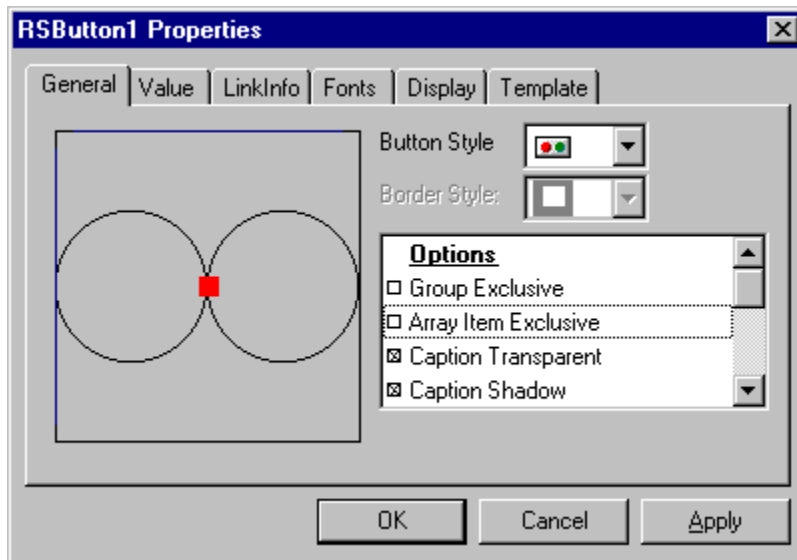 RSButton1 Properties
General Value LinkInfo Fonts Display Template
Button Style
Border Style:
Options
Group Exclusive
Array Item Exclusive
Caption Transparent
Caption Shadow
OK Cancel Apply